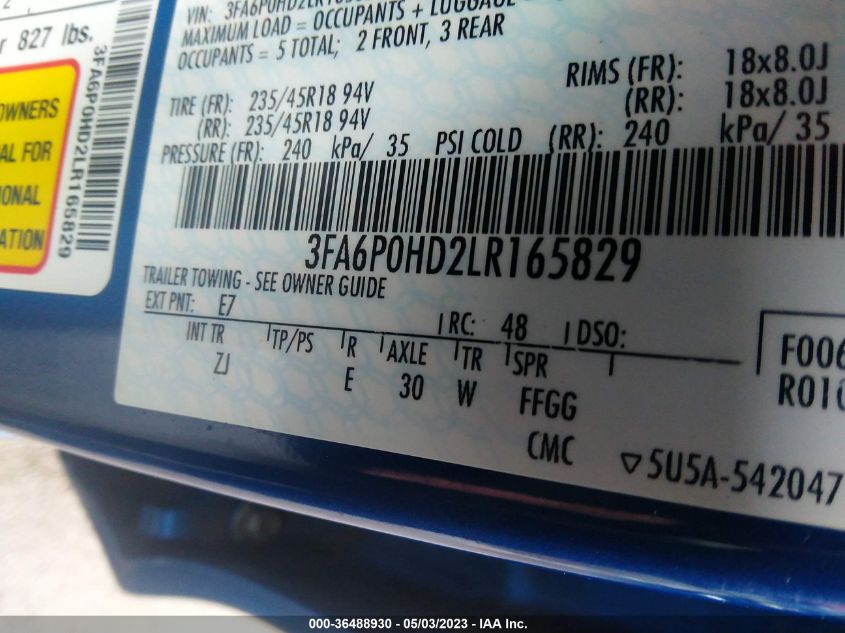 827 lbs.
OWNERS
FOR
3FA6P0HD2LR165829
VIN:
MAXIMUM LOAD = OCCUPANTS + LUGGAGE
OCCUPANTS = 5 TOTAL; 2 FRONT, 3 REAR
TIRE (FR): 235/45R18 94V RIMS (FR): 18x8.0J
(RR): 235/45R18 94V (RR): 18x8.0J
PRESSURE (FR): 240 kPa/ 35 PSI COLD (RR): 240 kPa/ 35
3FA6P0HD2LR165829
TRAILER TOWING - SEE OWNER GUIDE
EXT PNT: E7 RC: 48 DSO:
INT TR TP/PS R AXLE TR SPR
ZJ E 30 W FFGG
CMC
F006
5U5A-542047
000-36488930 - 05/03/2023 - IAA Inc.